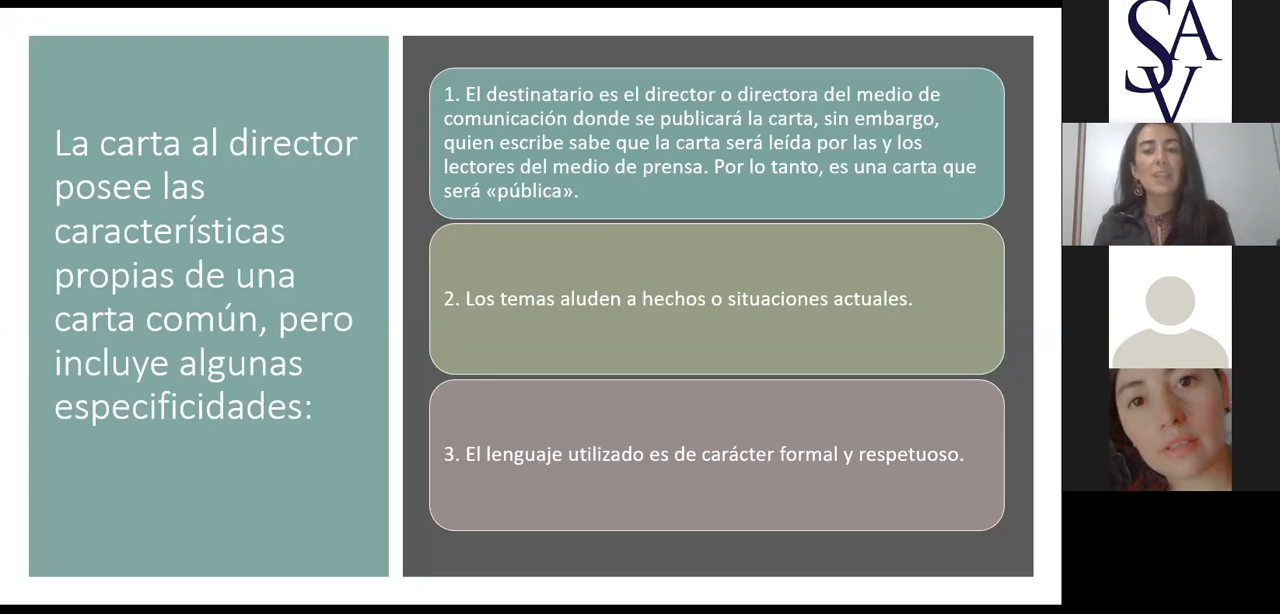 La carta al director
posee las
características
propias de una
carta común, pero
incluye algunas
especificidades:
1. El destinatario es el director o directora del medio de
comunicación donde se publicará la carta, sin embargo,
quien escribe sabe que la carta será leída por las y los
lectores del medio de prensa. Por lo tanto, es una carta que
será «pública».
2. Los temas aluden a hechos o situaciones actuales.
3. El lenguaje utilizado es de carácter formal y respetuoso.
SAV